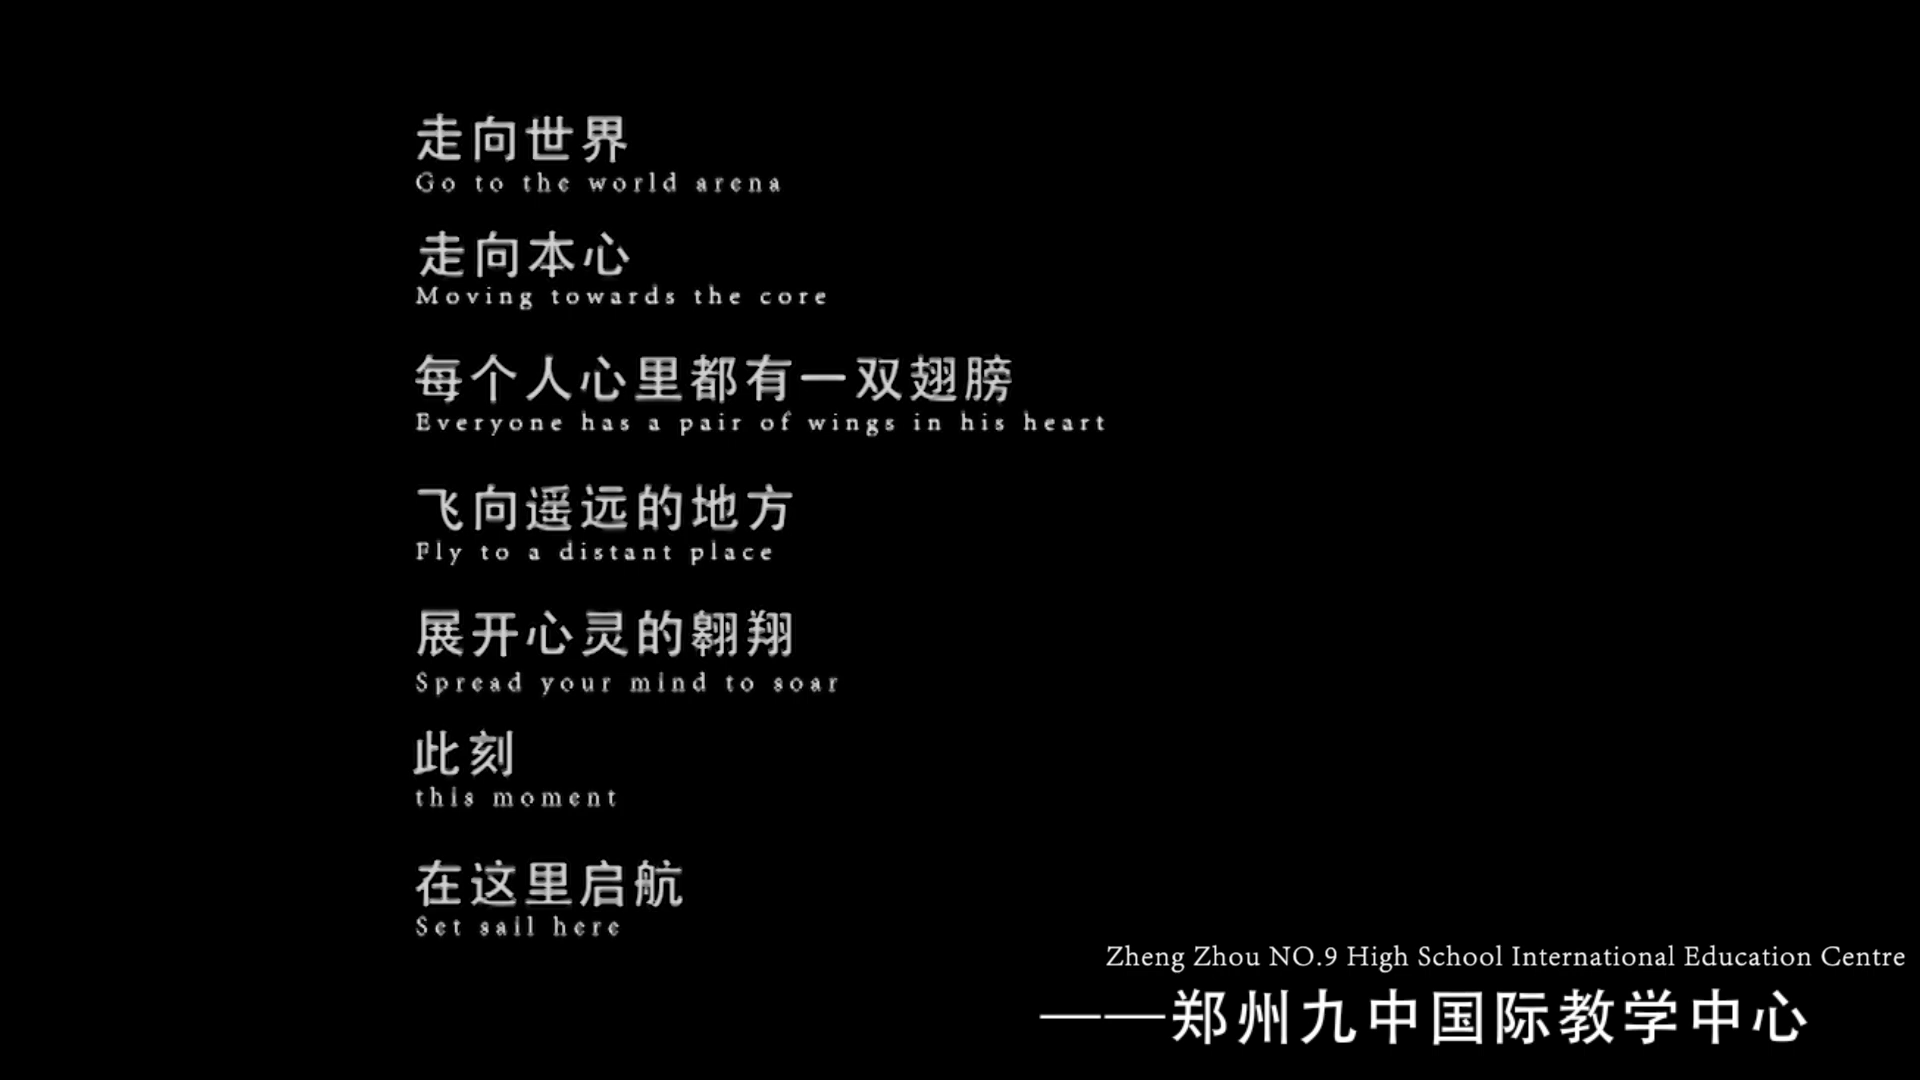 走向世界
Go to the world arena
走向本心
Moving towards the core
每个人心里都有一双翅膀
Everyone has a pair of wings in his heart
飞向遥远的地方
Fly to a distant place
展开心灵的翱翔
Spread your mind to soar
此刻
this moment
在这里启航
Set sail here
Zheng Zhou NO.9 High School International Education Centre
——郑州九中国际教学中心